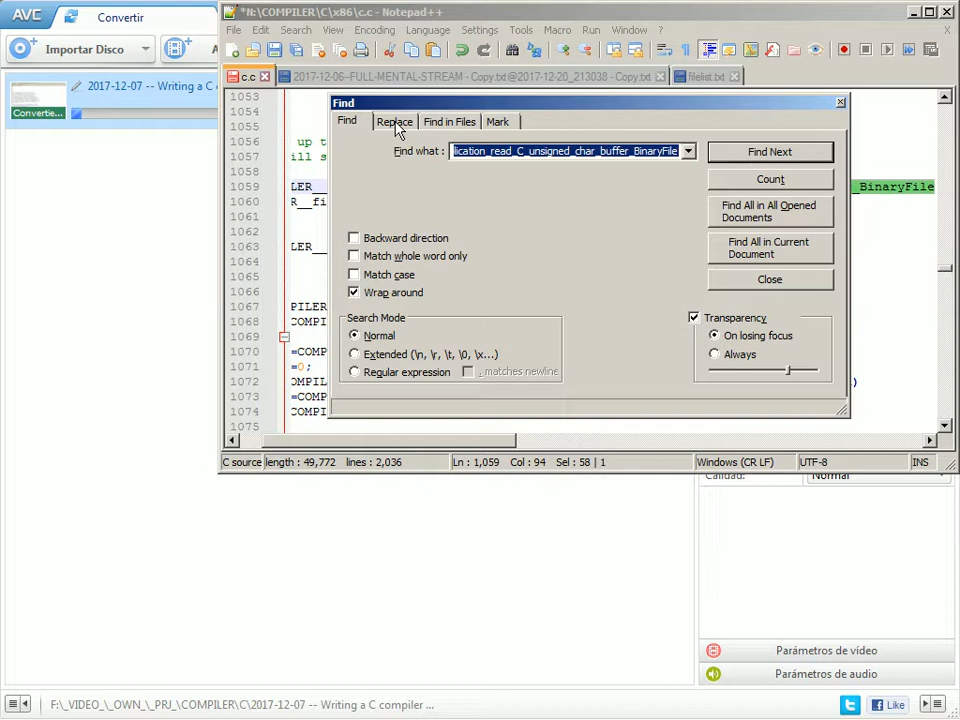 AVC
Convertir
*N:\COMPILER\C\x86\c.c - Notepad++
File Edit Search View Encoding Language Settings Tools Macro Run Window
X
Importar Disco
A
c.c
2017-12-06--FULL-MENTAL-STREAM - Copy.txt@2017-12-20_213038 - Copy.txt
filelist.txt
2017-12-07 -- Writing a C
Convertie...
1053
1054
1055
1056 up t
1057 ill s
1059 LER__ _BinaryFile
1060 R__fi
1061
1062
1063 LER__
1064
1065
1066
1067 PILER
1068 COMPI
1069
1070 =COMP
1071 =0;
1072 OMPIL )
1073 =COMP
1074 COMPI
1075
Find
Find Replace Find in Files Mark
Find what : lication_read_C_unsigned_char_buffer_BinaryFile
Find Next
Count
Find All in All Opened
Documents
Find All in Current
Document
Close
Backward direction
Match whole word only
Match case
Wrap around
Search Mode
Normal
Extended (\n, \r, \t, \0, \x...)
Regular expression
. matches newline
Transparency
On losing focus
Always
C source length : 49,772 lines : 2,036 Ln : 1,059 Col : 94 Sel : 58 | 1 Windows (CR LF) UTF-8 INS
Calidad: Normal
Parámetros de vídeo
Parámetros de audio
F:\_VIDEO_\_OWN_\_PRJ_\COMPILER\C\2017-12-07 -- Writing a C compiler ...
Like